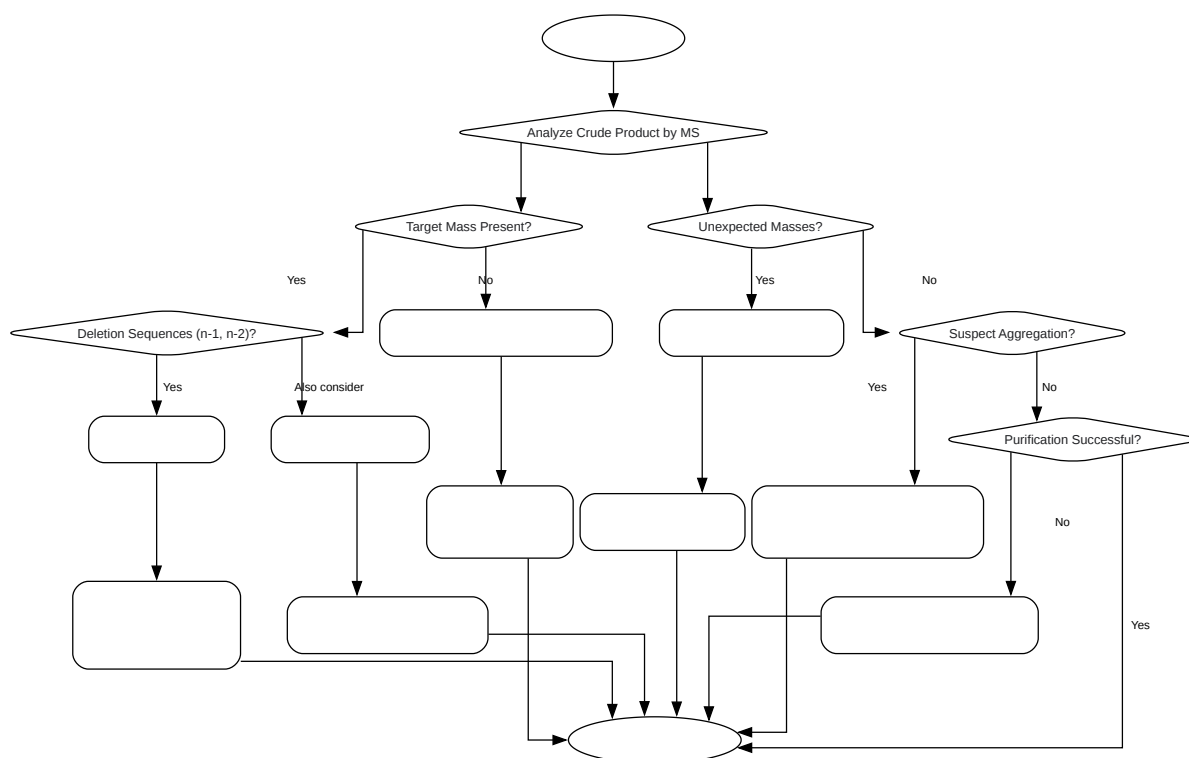 Analyze Crude Product by MS
Target Mass Present?
Unexpected Masses?
Yes
No
Yes
No
Deletion Sequences (n-1, n-2)?
Suspect Aggregation?
Yes
Also consider
Yes
No
Purification Successful?
No
Yes